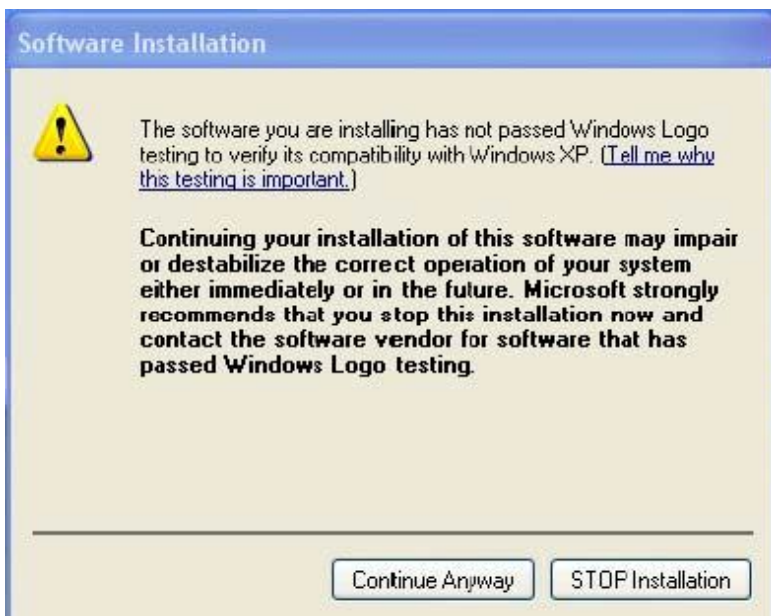 Software Installation
The software you are installing has not passed Windows Logo
testing to verify its compatibility with Windows XP. (Tell me why
this testing is important.)
Continuing your installation of this software may impair
or destabilize the correct operation of your system
either immediately or in the future. Microsoft strongly
recommends that you stop this installation now and
contact the software vendor for software that has
passed Windows Logo testing.
Continue Anyway
STOP Installation